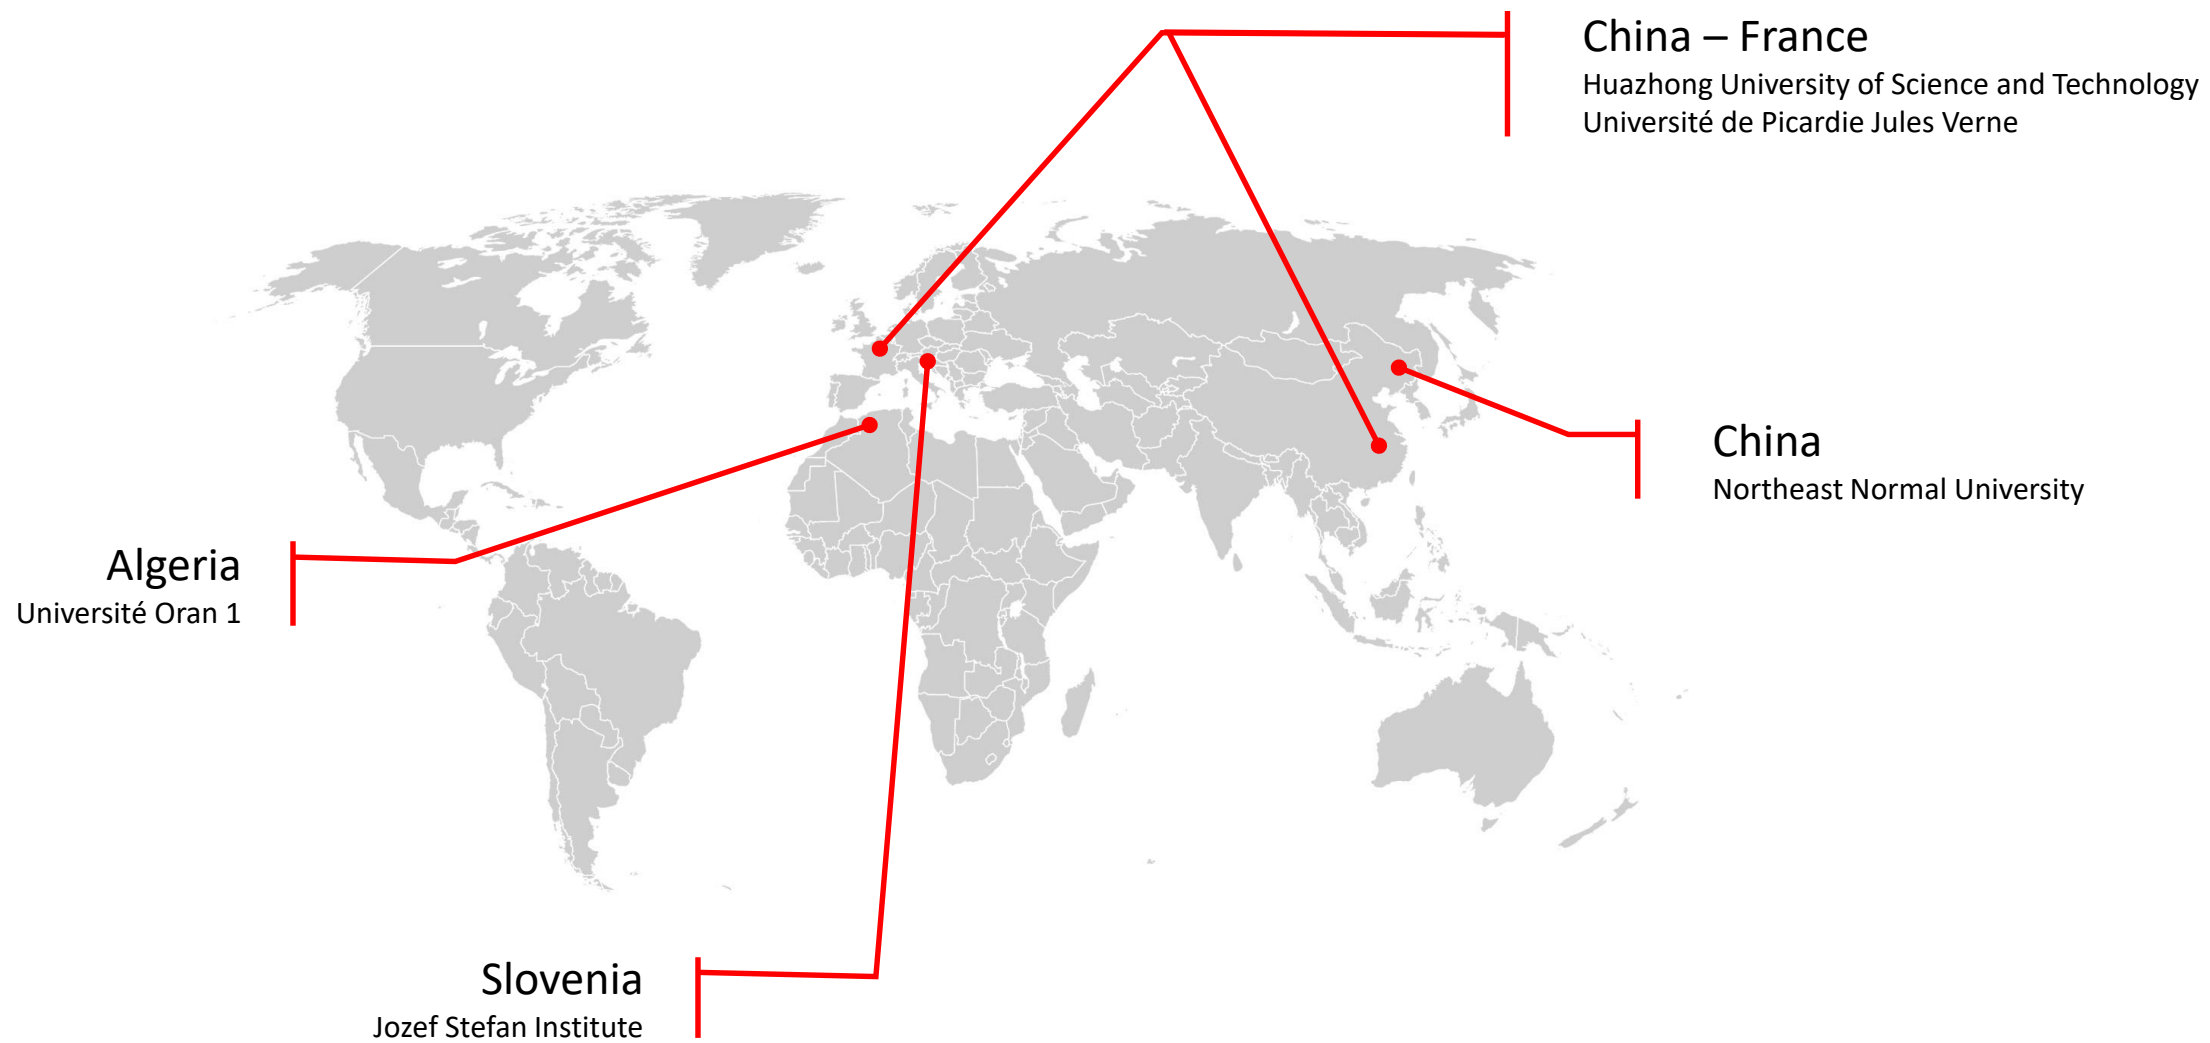 China – France
Huazhong University of Science and Technology
Université de Picardie Jules Verne
China
Northeast Normal University
Algeria
Université Oran 1
Slovenia
Jozef Stefan Institute